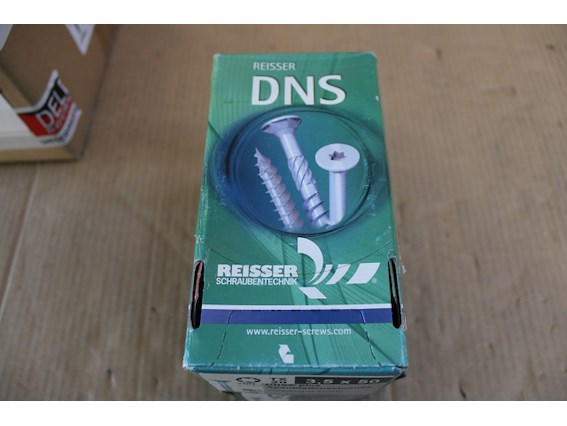 REISSER
DNS
DEL
REISSER
SCHRAUBENTECHNIK
®
www.reisser-screws.com
3,5 x 50